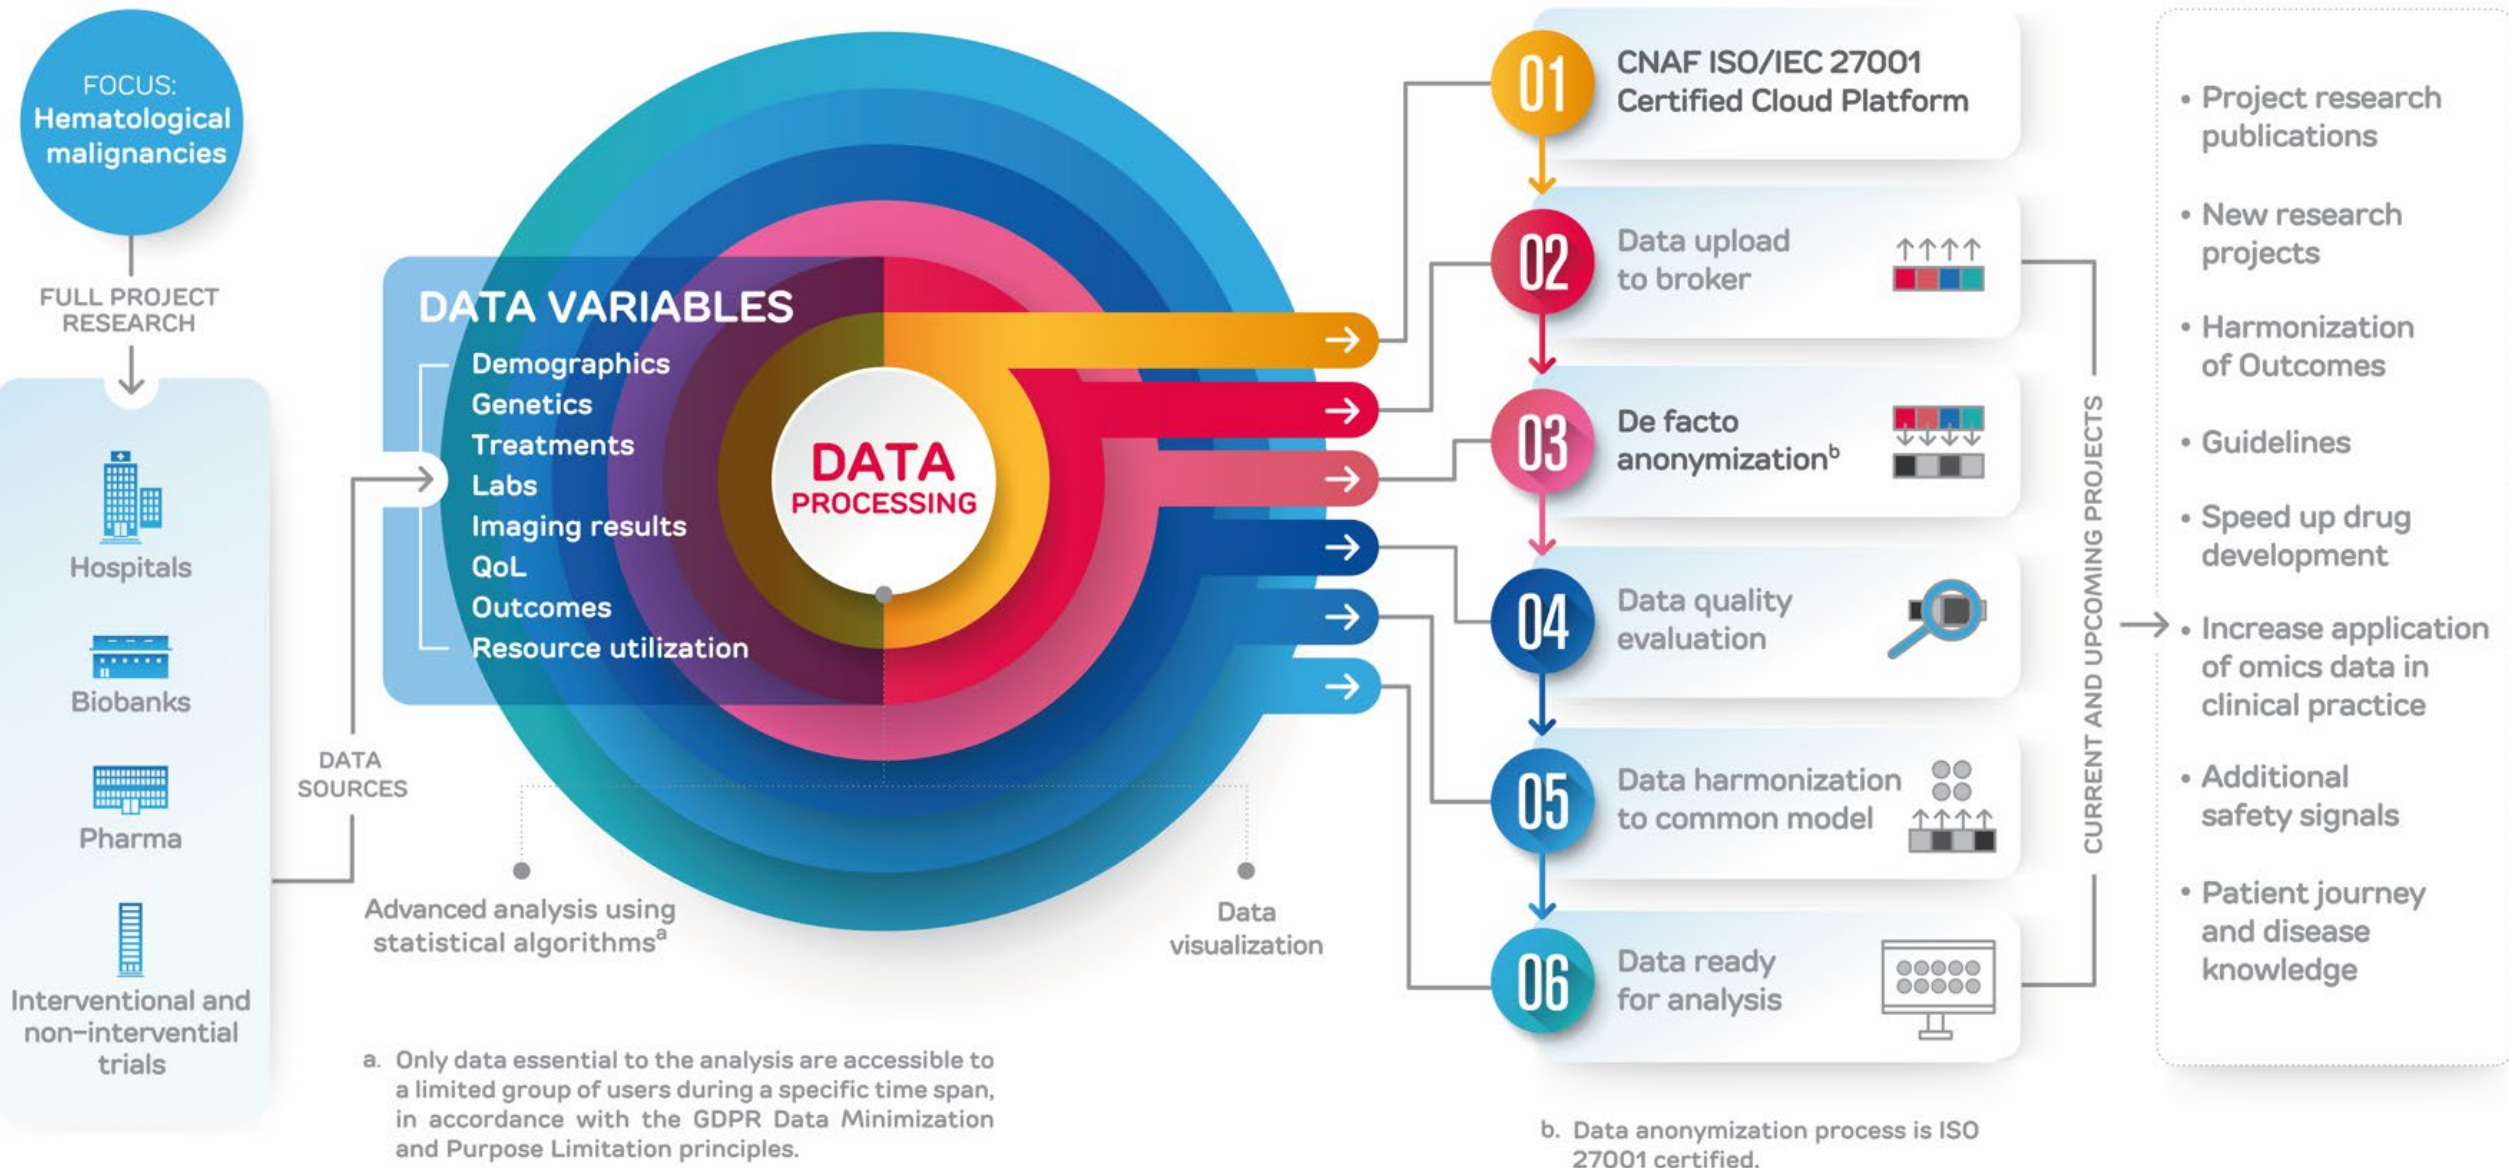 FOCUS:
Hematological
malignancies
FULL PROJECT
RESEARCH
Hospitals
Biobanks
Pharma
Interventional and
non-intervential
trials
DATA
SOURCES
DATA VARIABLES
Demographics
Genetics
Treatments
Labs
Imaging results
QoL
Outcomes
Resource utilization
DATA
PROCESSING
Advanced analysis using
statistical algorithmsª
Data
visualization
a. Only data essential to the analysis are accessible to
a limited group of users during a specific time span,
in accordance with the GDPR Data Minimization
and Purpose Limitation principles.
01
CNAF ISO/IEC 27001
Certified Cloud Platform
02
Data upload
to broker
03
De facto
anonymizationᵇ
04
Data quality
evaluation
05
Data harmonization
to common model
06
Data ready
for analysis
b. Data anonymization process is ISO
27001 certified.
CURRENT AND UPCOMING PROJECTS
• Project research
publications
• New research
projects
• Harmonization
of Outcomes
• Guidelines
• Speed up drug
development
• Increase application
of omics data in
clinical practice
• Additional
safety signals
• Patient journey
and disease
knowledge